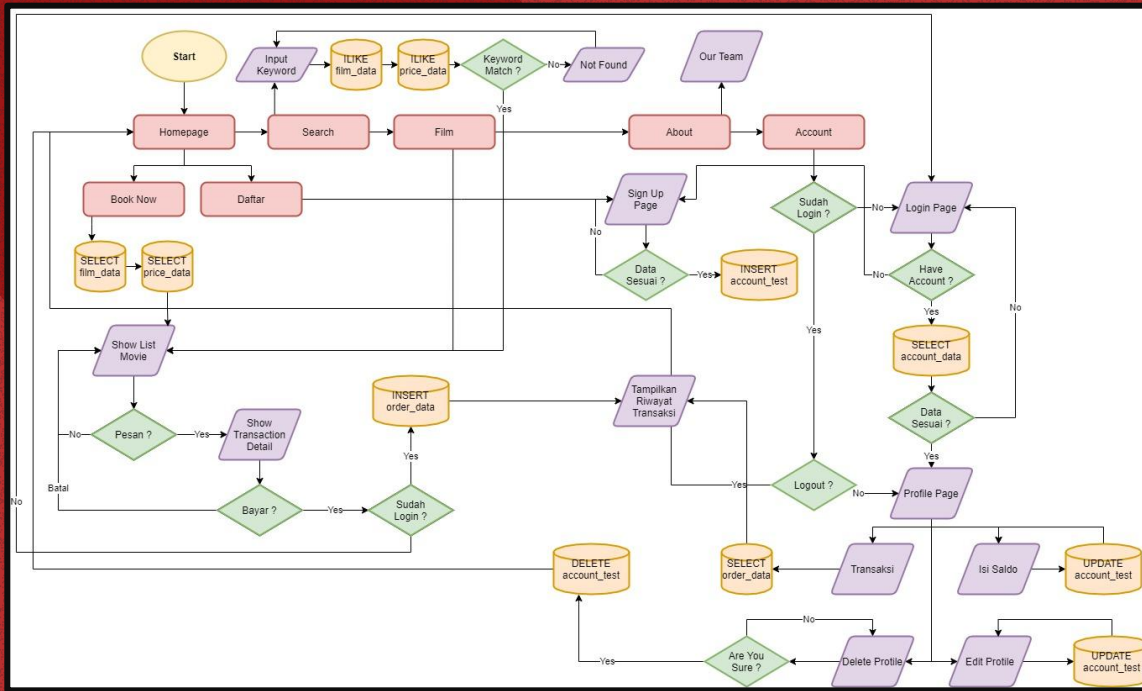 Start
Input
Keyword
ILIKE
film_data
ILIKE
price_data
Keyword
Match ?
No
Not Found
Our Team
Yes
Homepage
Search
Film
About
Account
Book Now
Daftar
Sign Up
Page
Sudah
Login ?
No
Login Page
No
SELECT
film_data
SELECT
price_data
Data
Sesuai ?
Yes
INSERT
account_test
No
Have
Account ?
Yes
No
Yes
Show List
Movie
SELECT
account_data
INSERT
order_data
Tampilkan
Riwayat
Transaksi
Data
Sesuai ?
No
Pesan ?
Yes
Show
Transaction
Detail
Yes
Yes
Batal
No
Bayar ?
Yes
Sudah
Login ?
Yes
Logout ?
No
Profile Page
DELETE
account_test
SELECT
order_data
Transaksi
Isi Saldo
UPDATE
account_test
No
Yes
Are You
Sure ?
Delete Protile
Edit Protile
UPDATE
account_test